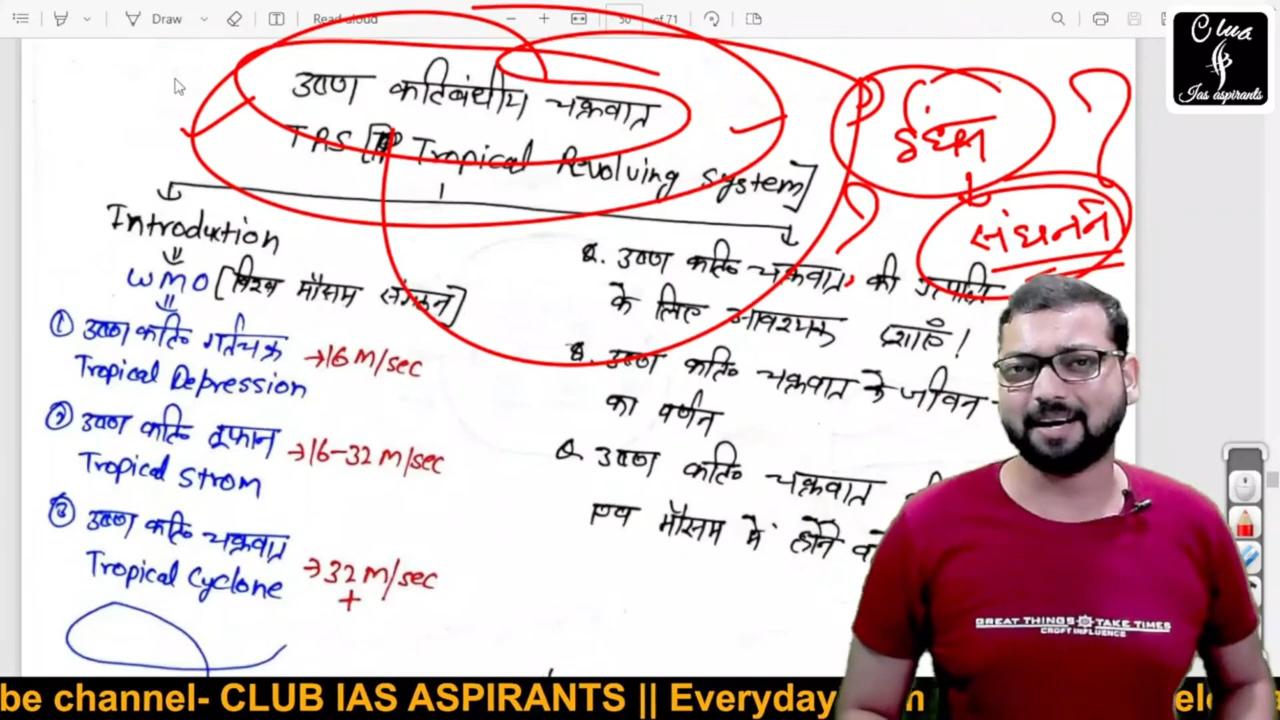 Draw
Read aloud
50 of 71
Club
Ias aspirants
उष्ण कटिबंधीय चक्रवात
TRS [ Tropical Revolving System]
ईंधन
संघनन
Introduction
WMO [विश्व मौसम संगठन]
① उष्ण कटि॰ गर्तचक्र → 16 m/sec
Tropical Depression
② उष्ण कटि॰ तूफान → 16-32 m/sec
Tropical Strom
③ उष्ण कटि॰ चक्रवात → 32 m/sec
+
Tropical Cyclone
Q. उष्ण कटि॰ चक्रवात की उत्पत्ति
के लिए आवश्यक दशाएँ!
Q. उष्ण कटि॰ चक्रवात के जीवन -
का वर्णन
Q. उष्ण कटि॰ चक्रवात
एव मौसम में होने
GREAT THINGS TAKE TIMES
CROFT INFLUENCE
be channel- CLUB IAS ASPIRANTS || Everyday